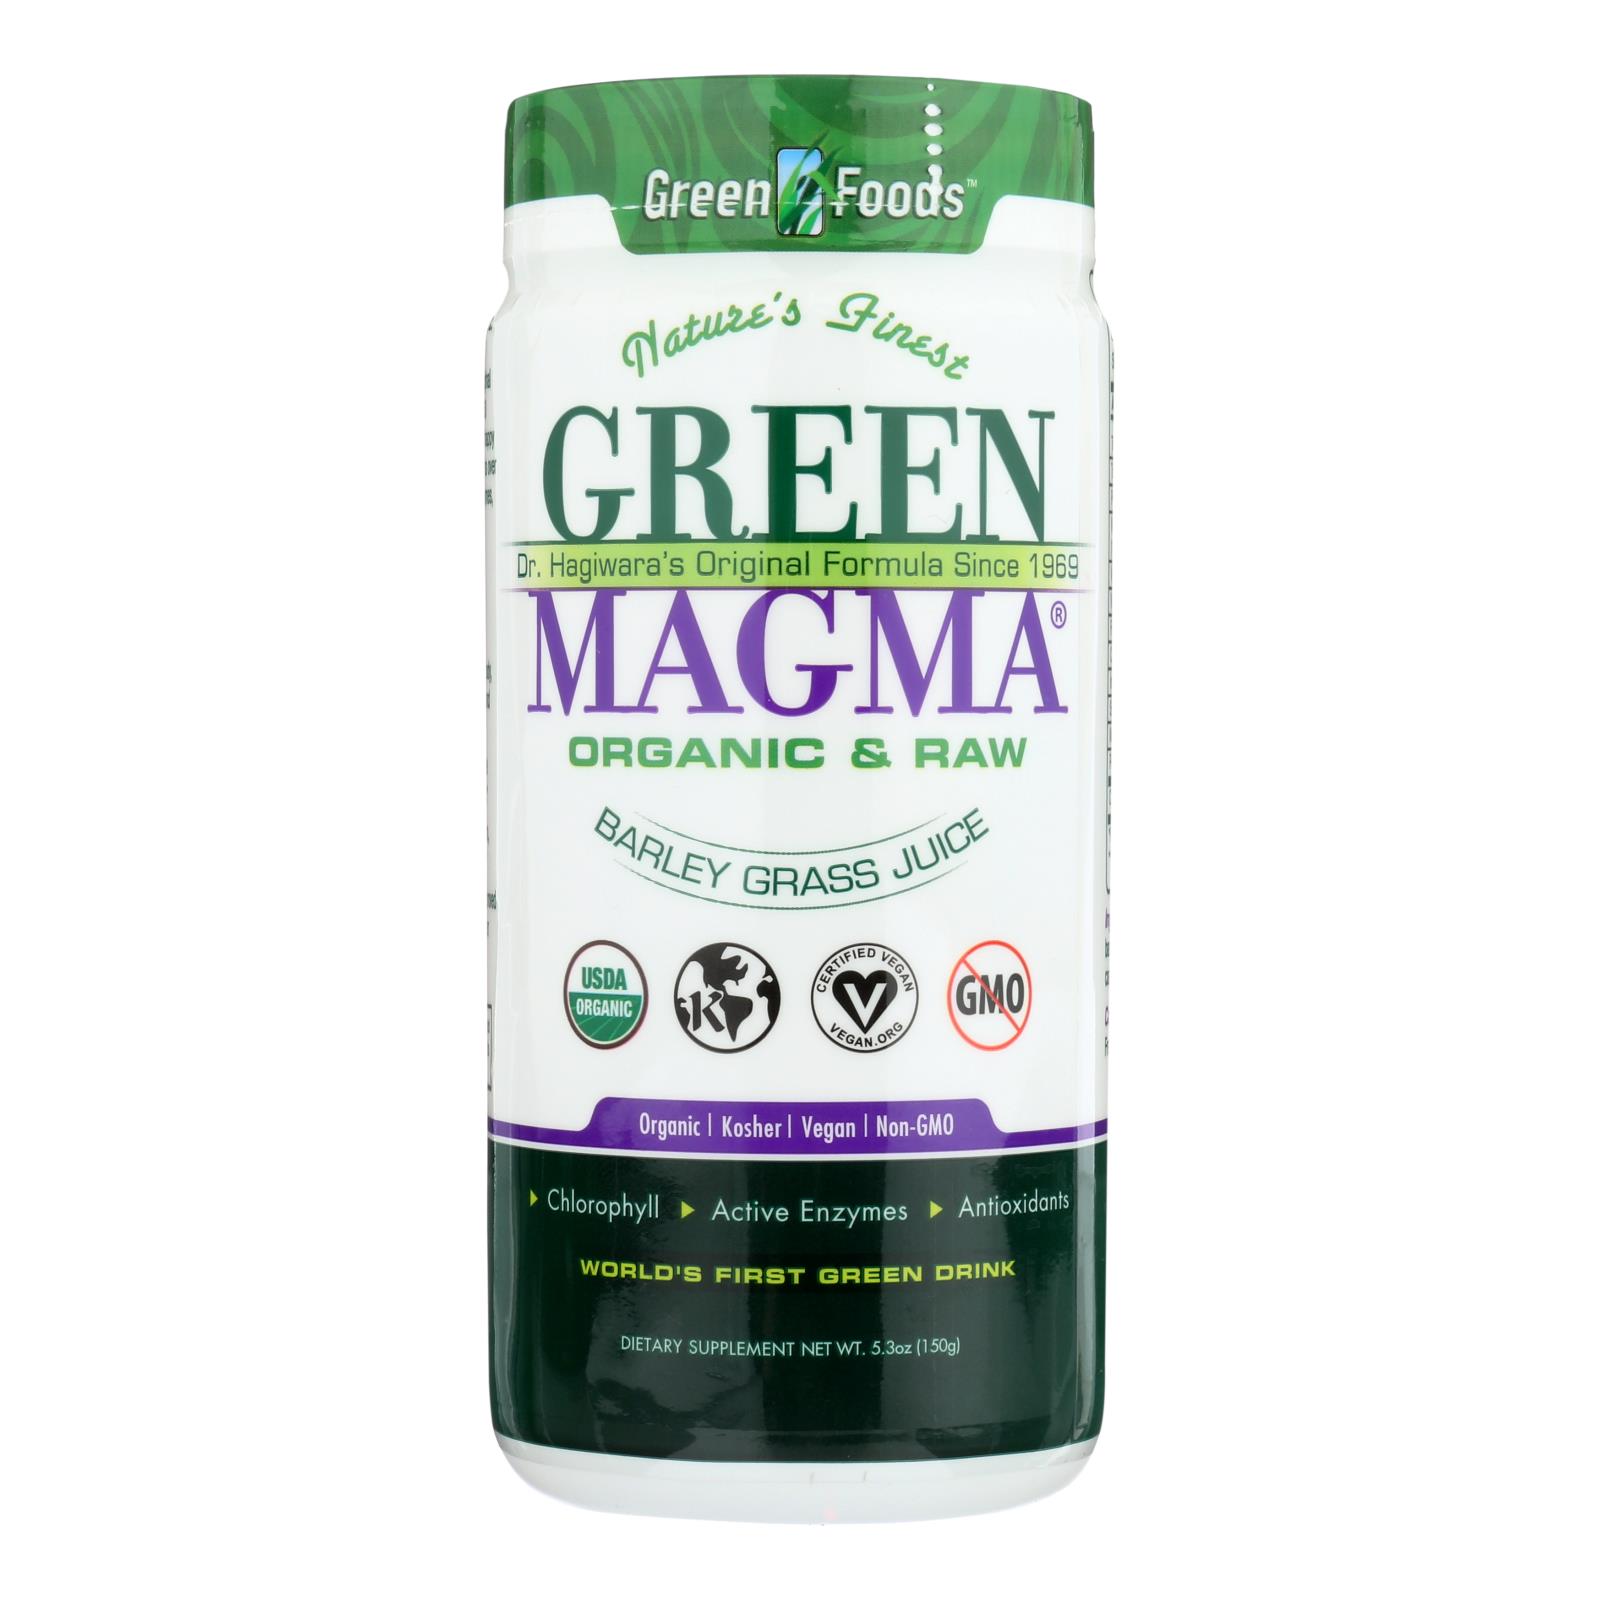 Green Foods™
Nature's Finest
GREEN
Dr. Hagiwara's Original Formula Since 1969
MAGMA®
ORGANIC & RAW
BARLEY GRASS JUICE
USDA
ORGANIC
K
CERTIFIED VEGAN
V
VEGAN.ORG
GMO
Organic | Kosher | Vegan | Non-GMO
Chlorophyll ▶ Active Enzymes ▶ Antioxidants
WORLD'S FIRST GREEN DRINK
DIETARY SUPPLEMENT NET WT. 5.3oz (150g)